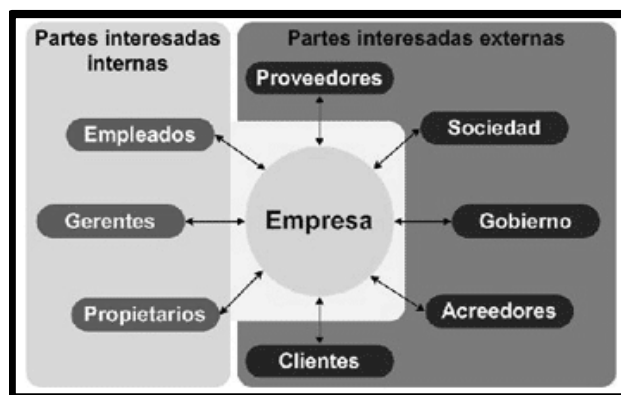 Partes interesadas
internas
Partes interesadas externas
Proveedores
Empleados
Sociedad
Gerentes
Empresa
Gobierno
Propietarios
Acreedores
Clientes